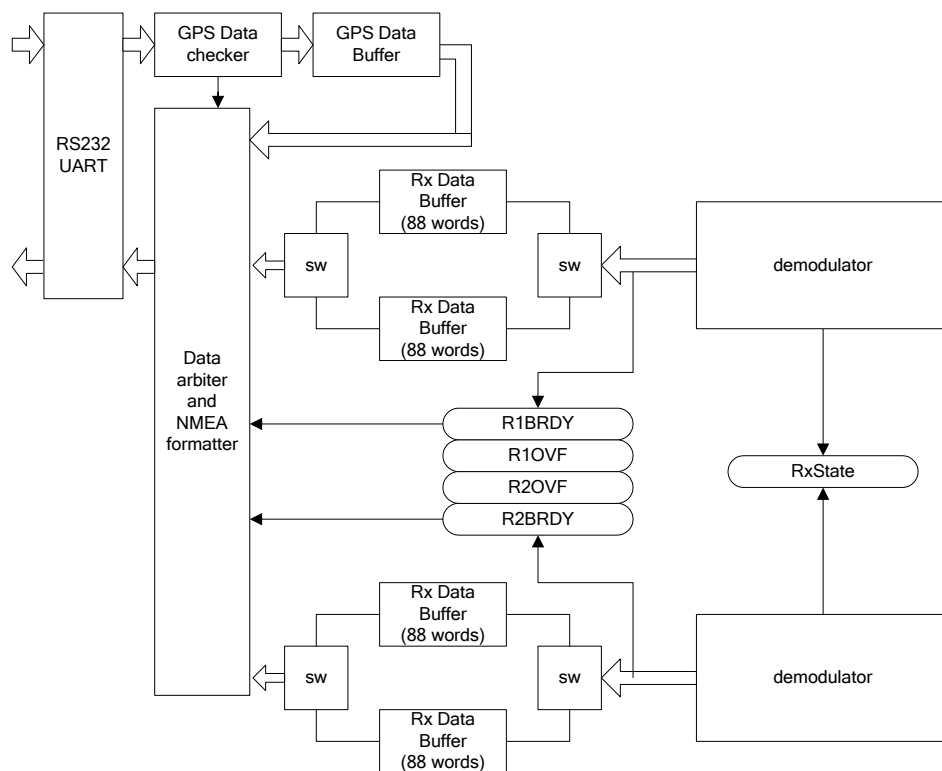 GPS Data
checker
GPS Data
Buffer
RS232
UART
Rx Data
Buffer
(88 words)
sw
sw
demodulator
Rx Data
Buffer
(88 words)
Data
arbiter
and
NMEA
formatter
R1BRDY
R1OVF
R2OVF
R2BRDY
RxState
Rx Data
Buffer
(88 words)
sw
sw
demodulator
Rx Data
Buffer
(88 words)